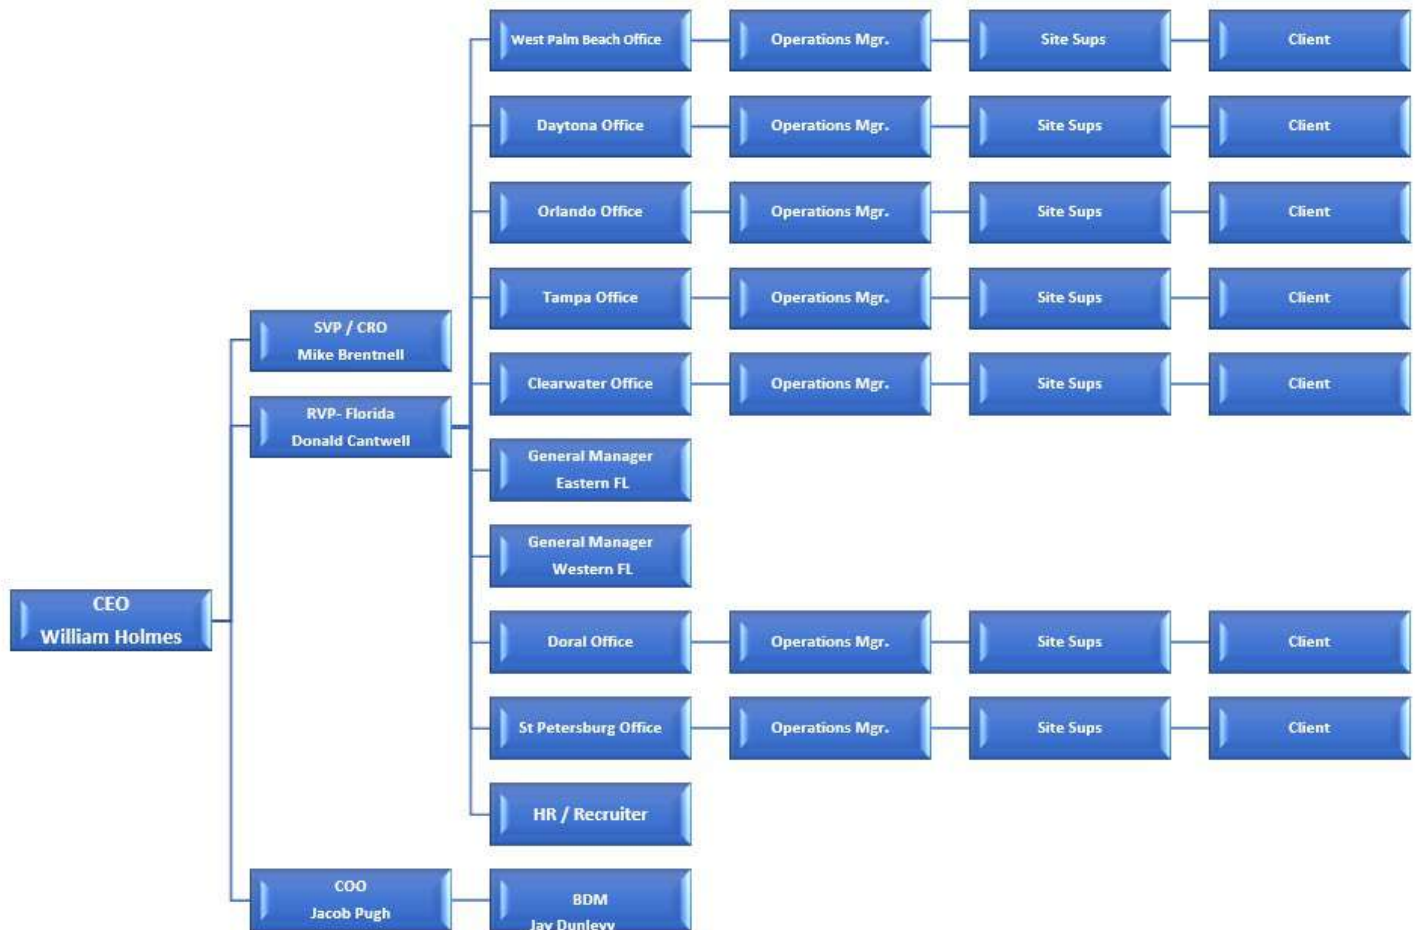 West Palm Beach Office
Operations Mgr.
Site Sups
Client
Daytona Office
Operations Mgr.
Site Sups
Client
Orlando Office
Operations Mgr.
Site Sups
Client
Tampa Office
Operations Mgr.
Site Sups
Client
SVP / CRO
Mike Brentnell
Clearwater Office
Operations Mgr.
Site Sups
Client
RVP- Florida
Donald Cantwell
General Manager
Eastern FL
General Manager
Western FL
CEO
William Holmes
Doral Office
Operations Mgr.
Site Sups
Client
St Petersburg Office
Operations Mgr.
Site Sups
Client
HR / Recruiter
COO
Jacob Pugh
BDM
Jay Dunlevy